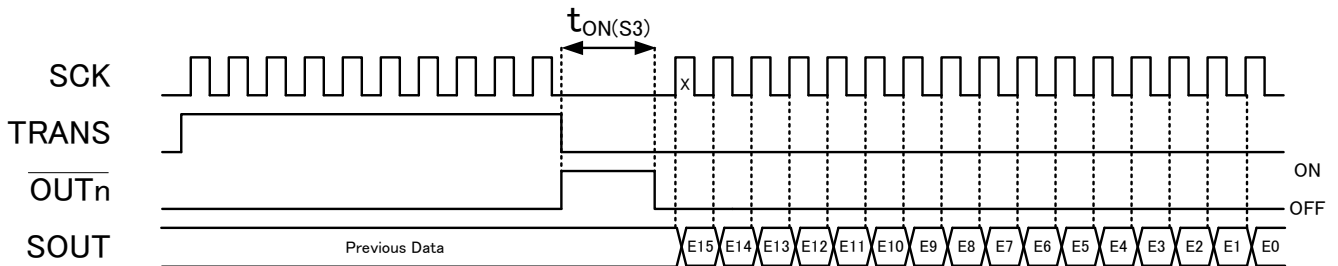 tON(S3)
SCK
X
TRANS
OUTn
ON
OFF
SOUT
Previous Data
E15 E14 E13 E12 E11 E10 E9 E8 E7 E6 E5 E4 E3 E2 E1 E0